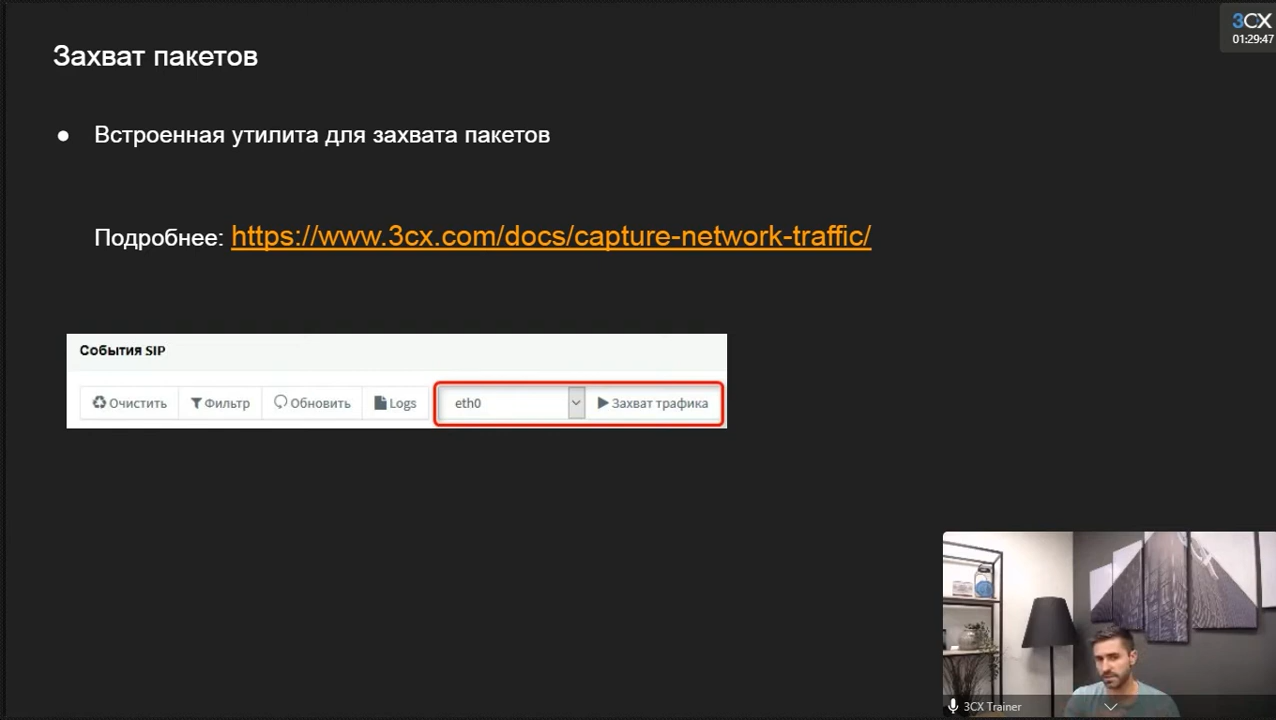 3CX
01:29:47
Захват пакетов
● Встроенная утилита для захвата пакетов
Подробнее: https://www.3cx.com/docs/capture-network-traffic/
События SIP
Очистить Фильтр Обновить Logs eth0 Захват трафика
3CX Trainer